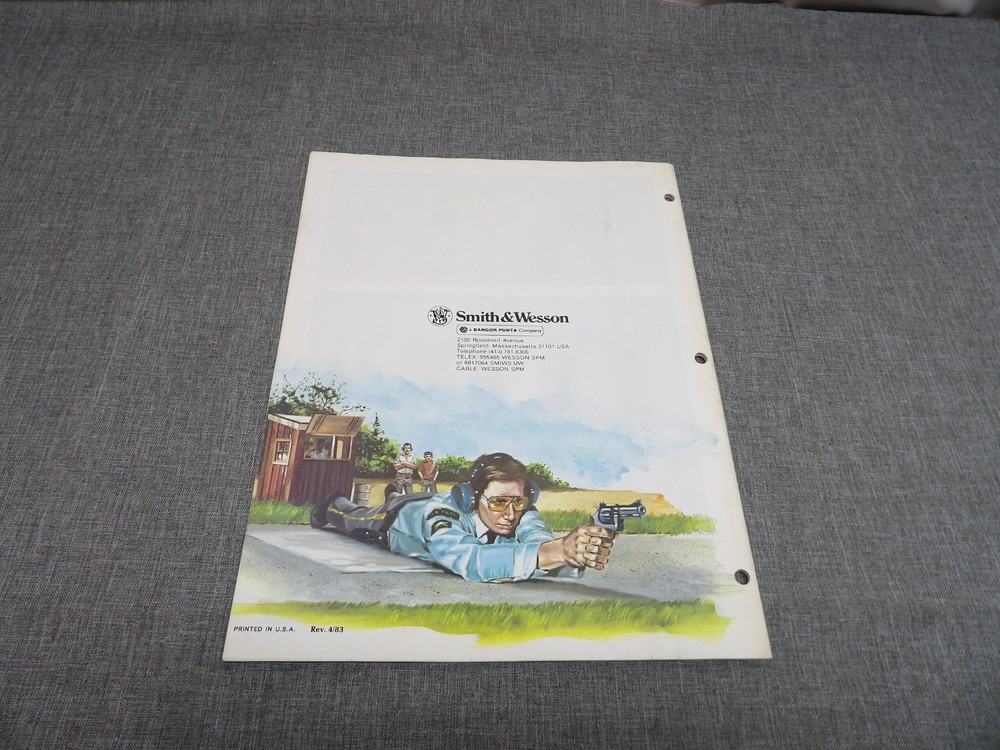 Smith & Wesson
a BANGOR PUNTA Company
2100 Roosevelt Avenue
Springfield, Massachusetts 01101 USA
Telephone (413) 781-8300
TELEX: 955465 WESSON SPM
or 6817064 SMIWS UW
CABLE: WESSON SPM
PRINTED IN U.S.A. Rev. 4/83